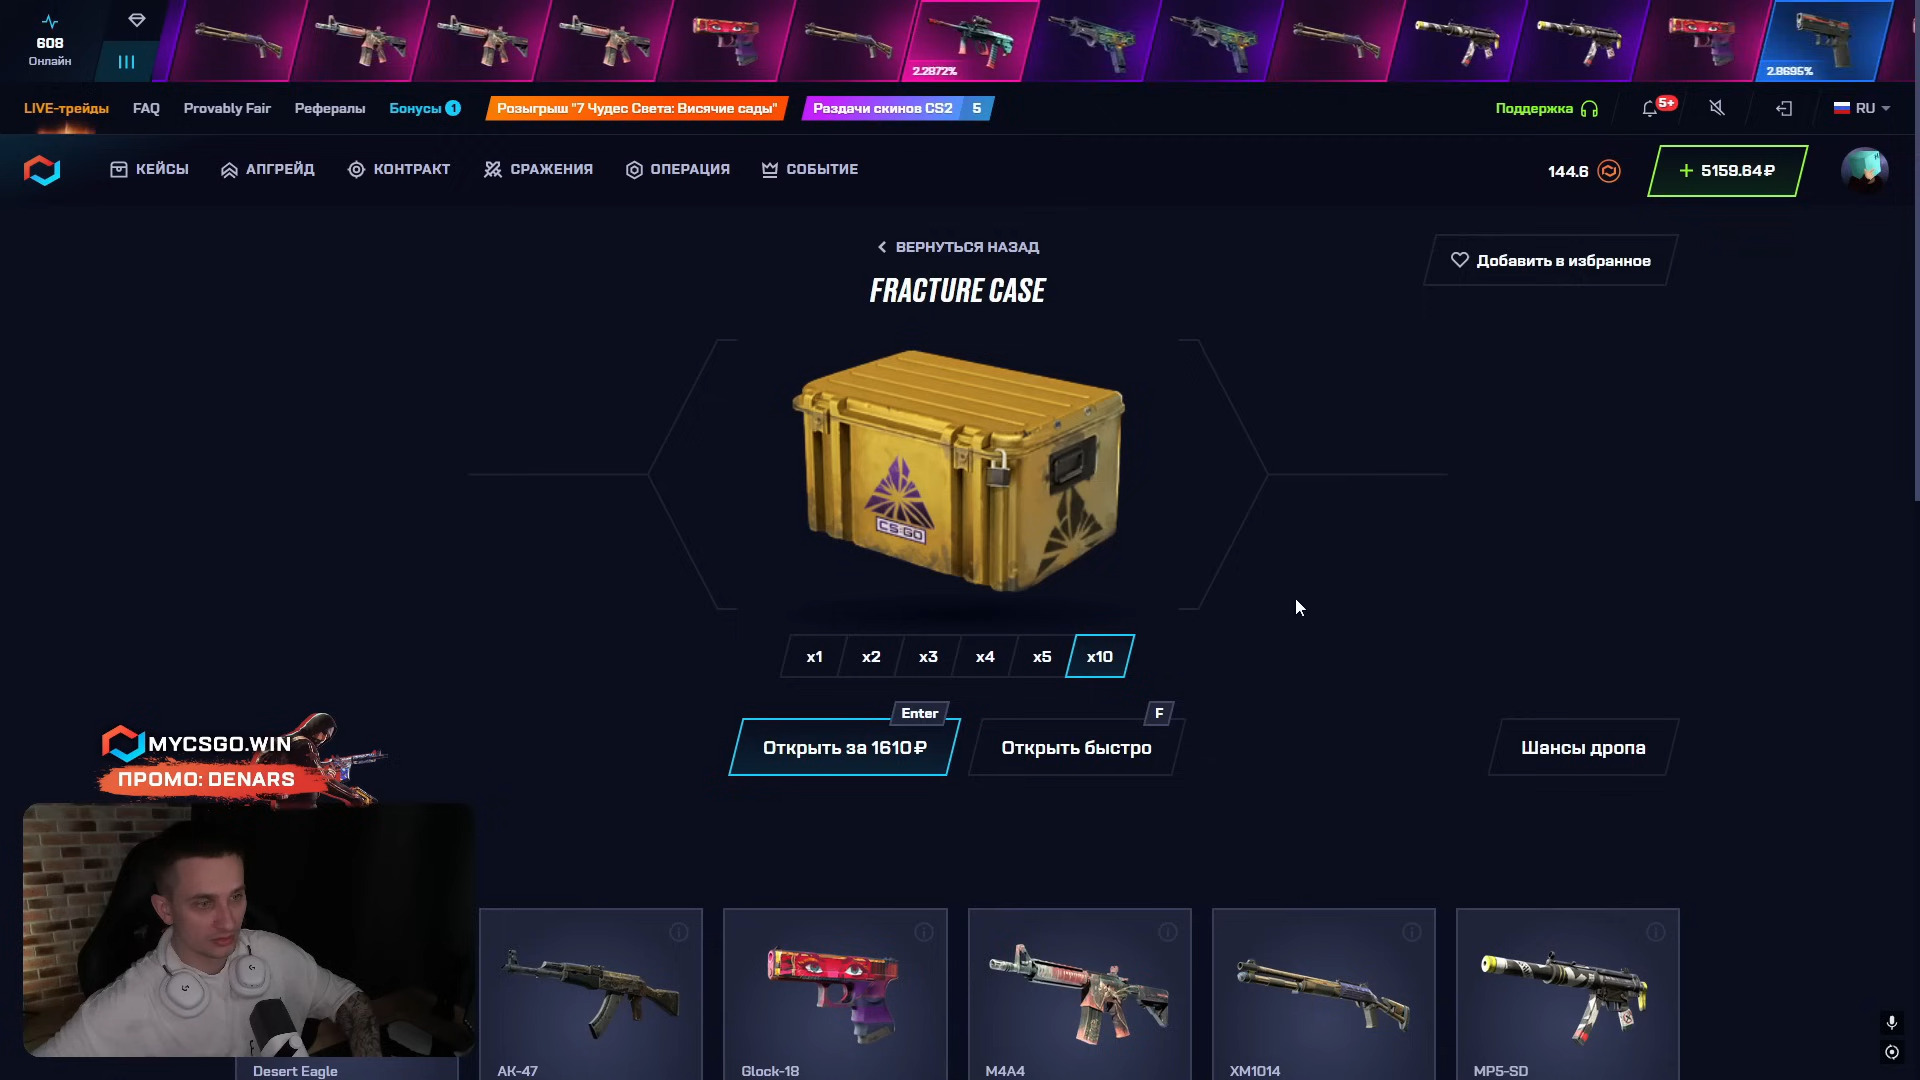 608
Онлайн
2.2872%
2.8695%
LIVE-трейды
FAQ
Provably Fair
Рефералы
Бонусы 1
Розыгрыш "7 Чудес Света: Висячие сады"
Раздачи скинов CS2 5
Поддержка
5+
RU
КЕЙСЫ
АПГРЕЙД
КОНТРАКТ
СРАЖЕНИЯ
ОПЕРАЦИЯ
СОБЫТИЕ
144.6
+ 5159.64₽
ВЕРНУТЬСЯ НАЗАД
Добавить в избранное
FRACTURE CASE
CS:GO
x1
x2
x3
x4
x5
x10
Enter
F
Открыть за 1610₽
Открыть быстро
Шансы дропа
MYCSGO.WIN
ПРОМО: DENARS
Desert Eagle
AK-47
Glock-18
M4A4
XM1014
MP5-SD